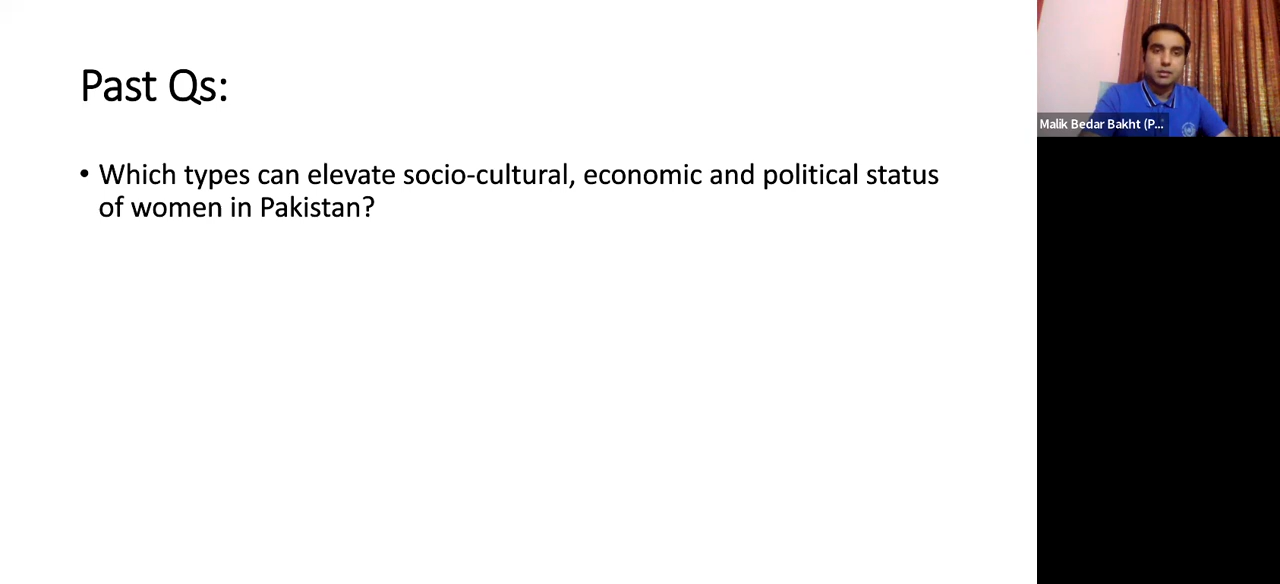 Past Qs:
• Which types can elevate socio-cultural, economic and political status
of women in Pakistan?
Malik Bedar Bakht (P...